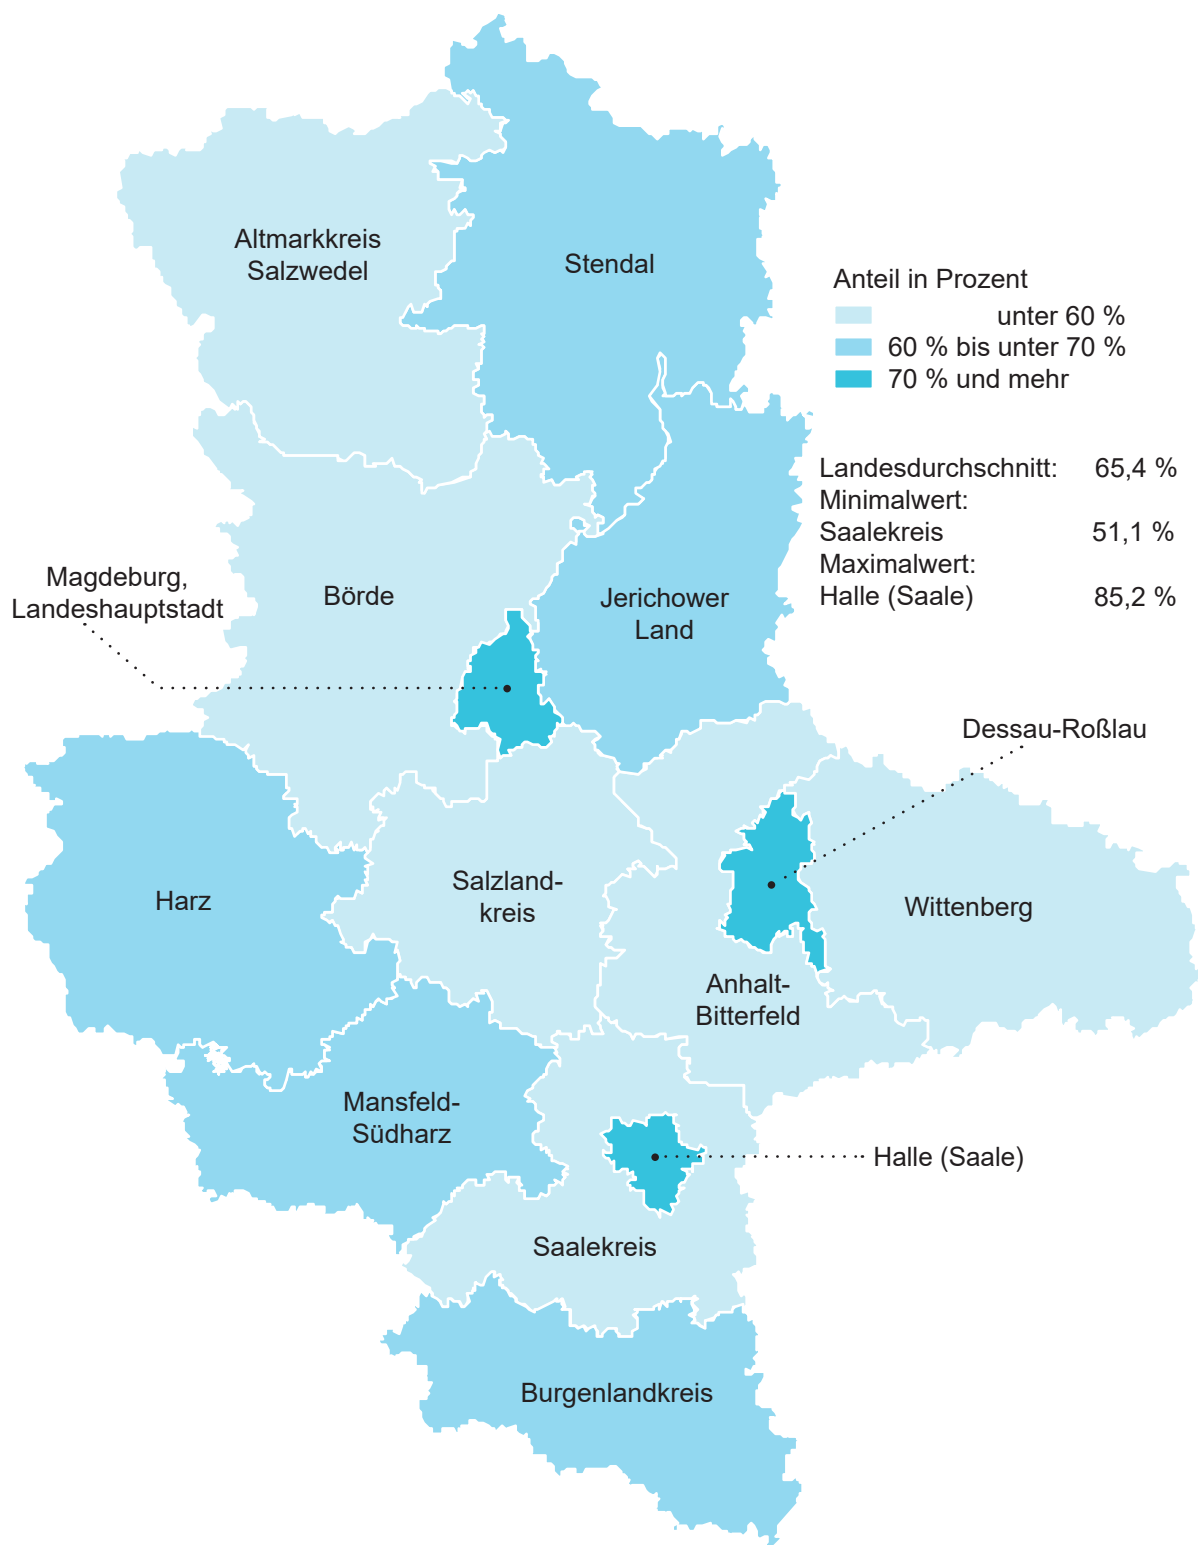 Altmarkkreis
Salzwedel
Stendal
Anteil in Prozent
unter 60 %
60 % bis unter 70 %
70 % und mehr
Landesdurchschnitt: 65,4 %
Minimalwert:
Saalekreis 51,1 %
Maximalwert:
Halle (Saale) 85,2 %
Magdeburg,
Landeshauptstadt
Börde
Jerichower
Land
Dessau-Roßlau
Harz
Salzland-
kreis
Wittenberg
Anhalt-
Bitterfeld
Mansfeld-
Südharz
Halle (Saale)
Saalekreis
Burgenlandkreis